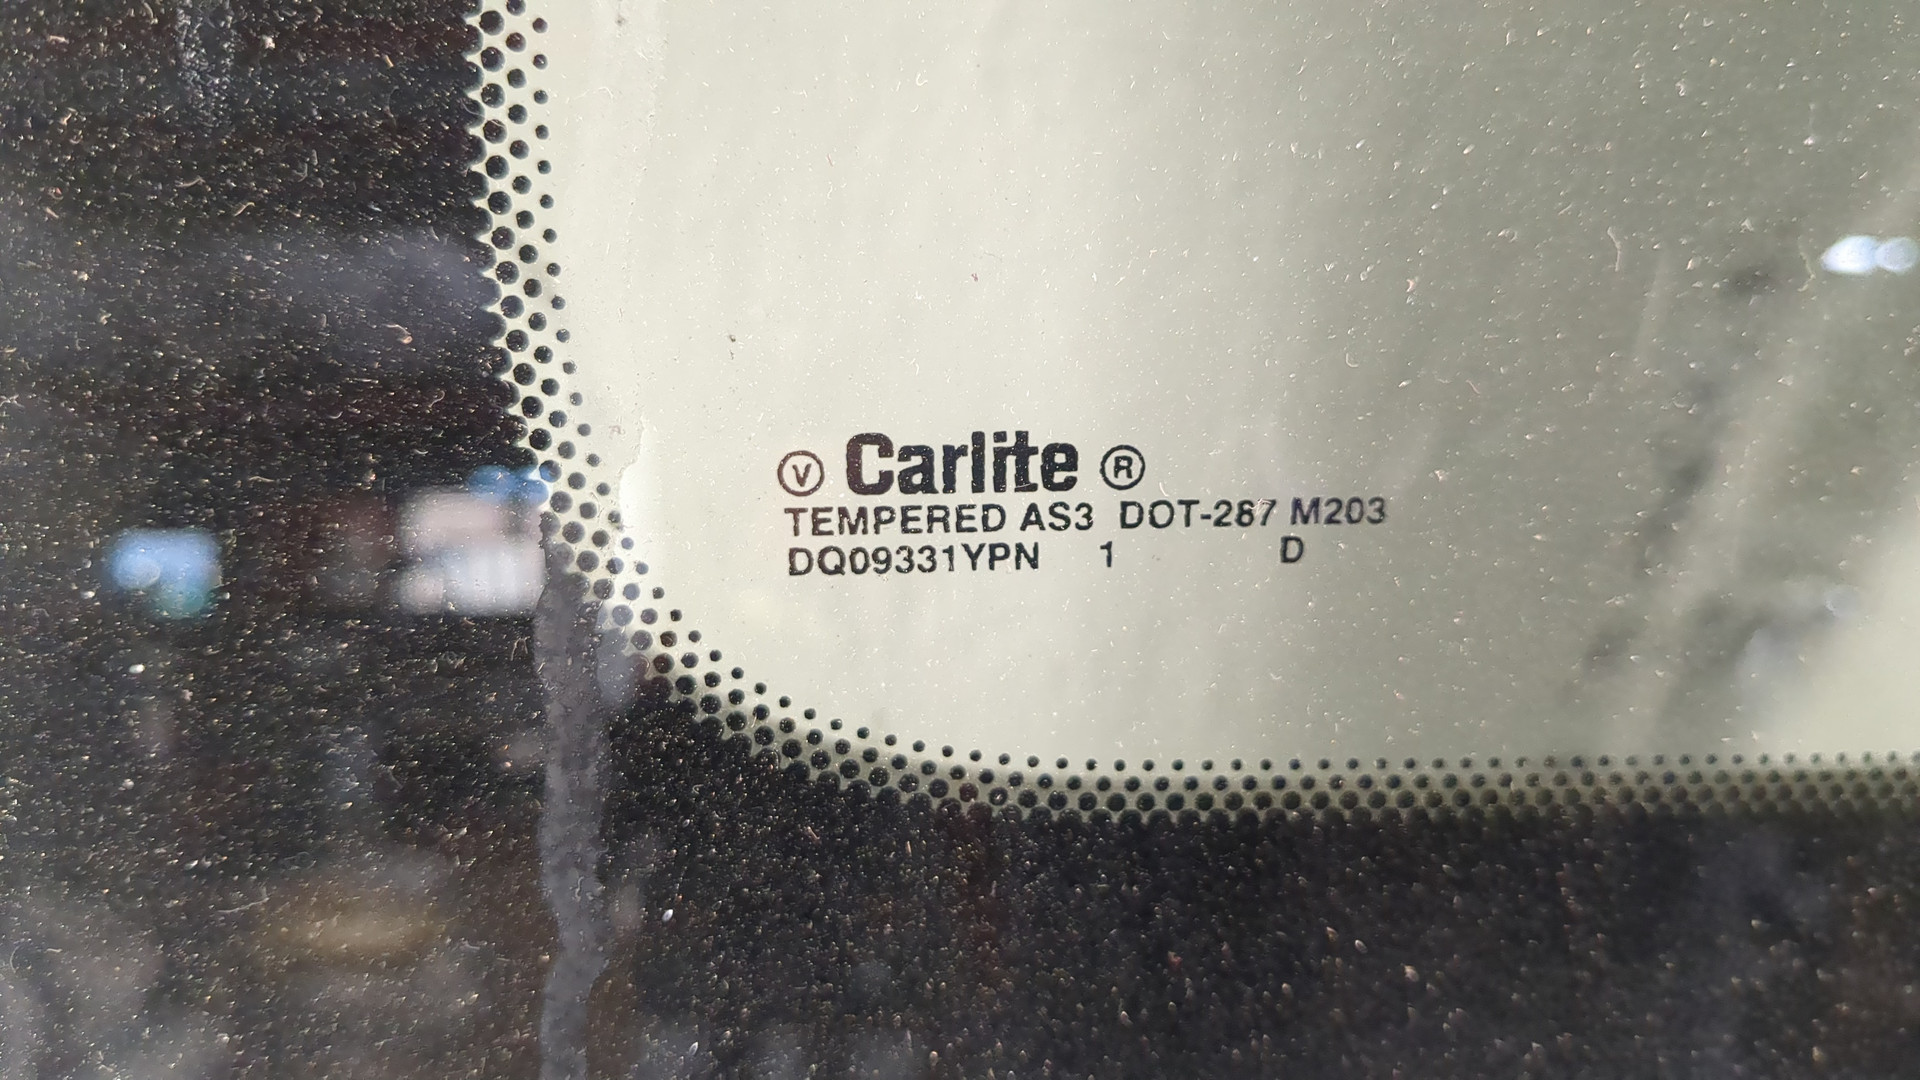 Ⓥ Carlite ®
TEMPERED AS3 DOT-287 M203
DQ09331YPN 1 D